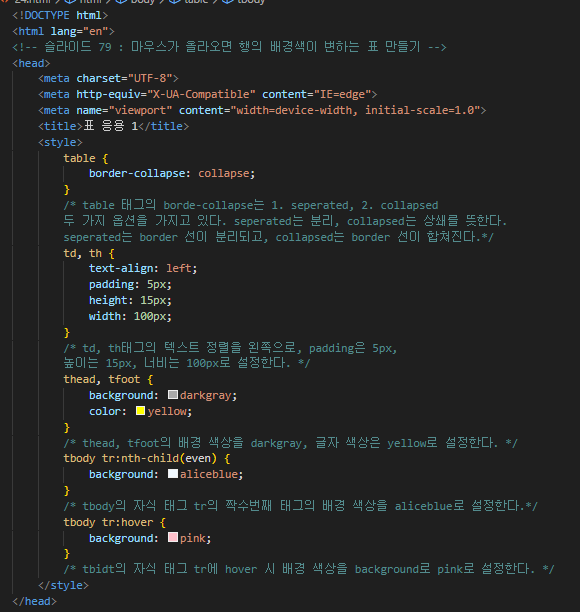 24.html > html > body > table > tbody
<!DOCTYPE html>
<html lang="en">
<!-- 슬라이드 79 : 마우스가 올라오면 행의 배경색이 변하는 표 만들기 -->
<head>
    <meta charset="UTF-8">
    <meta http-equiv="X-UA-Compatible" content="IE=edge">
    <meta name="viewport" content="width=device-width, initial-scale=1.0">
    <title>표 응용 1</title>
    <style>
        table {
            border-collapse: collapse;
        }
        /* table 태그의 borde-collapse는 1. seperated, 2. collapsed
        두 가지 옵션을 가지고 있다. seperated는 분리, collapsed는 상쇄를 뜻한다.
        seperated는 border 선이 분리되고, collapsed는 border 선이 합쳐진다.*/
        td, th {
            text-align: left;
            padding: 5px;
            height: 15px;
            width: 100px;
        }
        /* td, th태그의 텍스트 정렬을 왼쪽으로, padding은 5px,
        높이는 15px, 너비는 100px로 설정한다. */
        thead, tfoot {
            background: darkgray;
            color: yellow;
        }
        /* thead, tfoot의 배경 색상을 darkgray, 글자 색상은 yellow로 설정한다. */
        tbody tr:nth-child(even) {
            background: aliceblue;
        }
        /* tbody의 자식 태그 tr의 짝수번째 태그의 배경 색상을 aliceblue로 설정한다.*/
        tbody tr:hover {
            background: pink;
        }
        /* tbidt의 자식 태그 tr에 hover 시 배경 색상을 background로 pink로 설정한다. */
    </style>
</head>